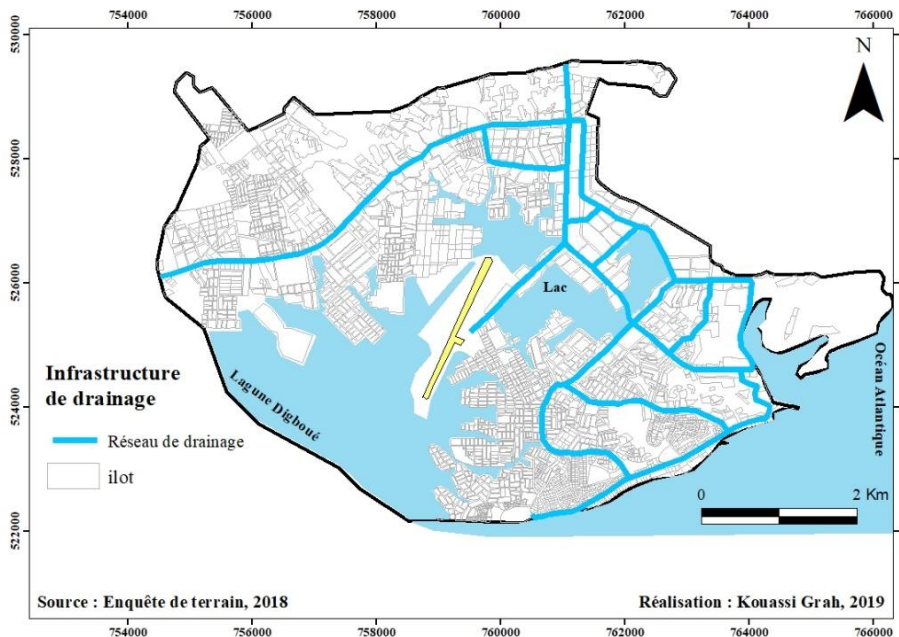 754000 756000 758000 760000 762000 764000 766000
530000
N
528000
526000
Lac
524000
522000
Océan Atlantique
Lagune Digboué
Infrastructure
de drainage
Réseau de drainage
ilot
0 2 Km
Source : Enquête de terrain, 2018 Réalisation : Kouassi Grah, 2019
754000 756000 758000 760000 762000 764000 766000